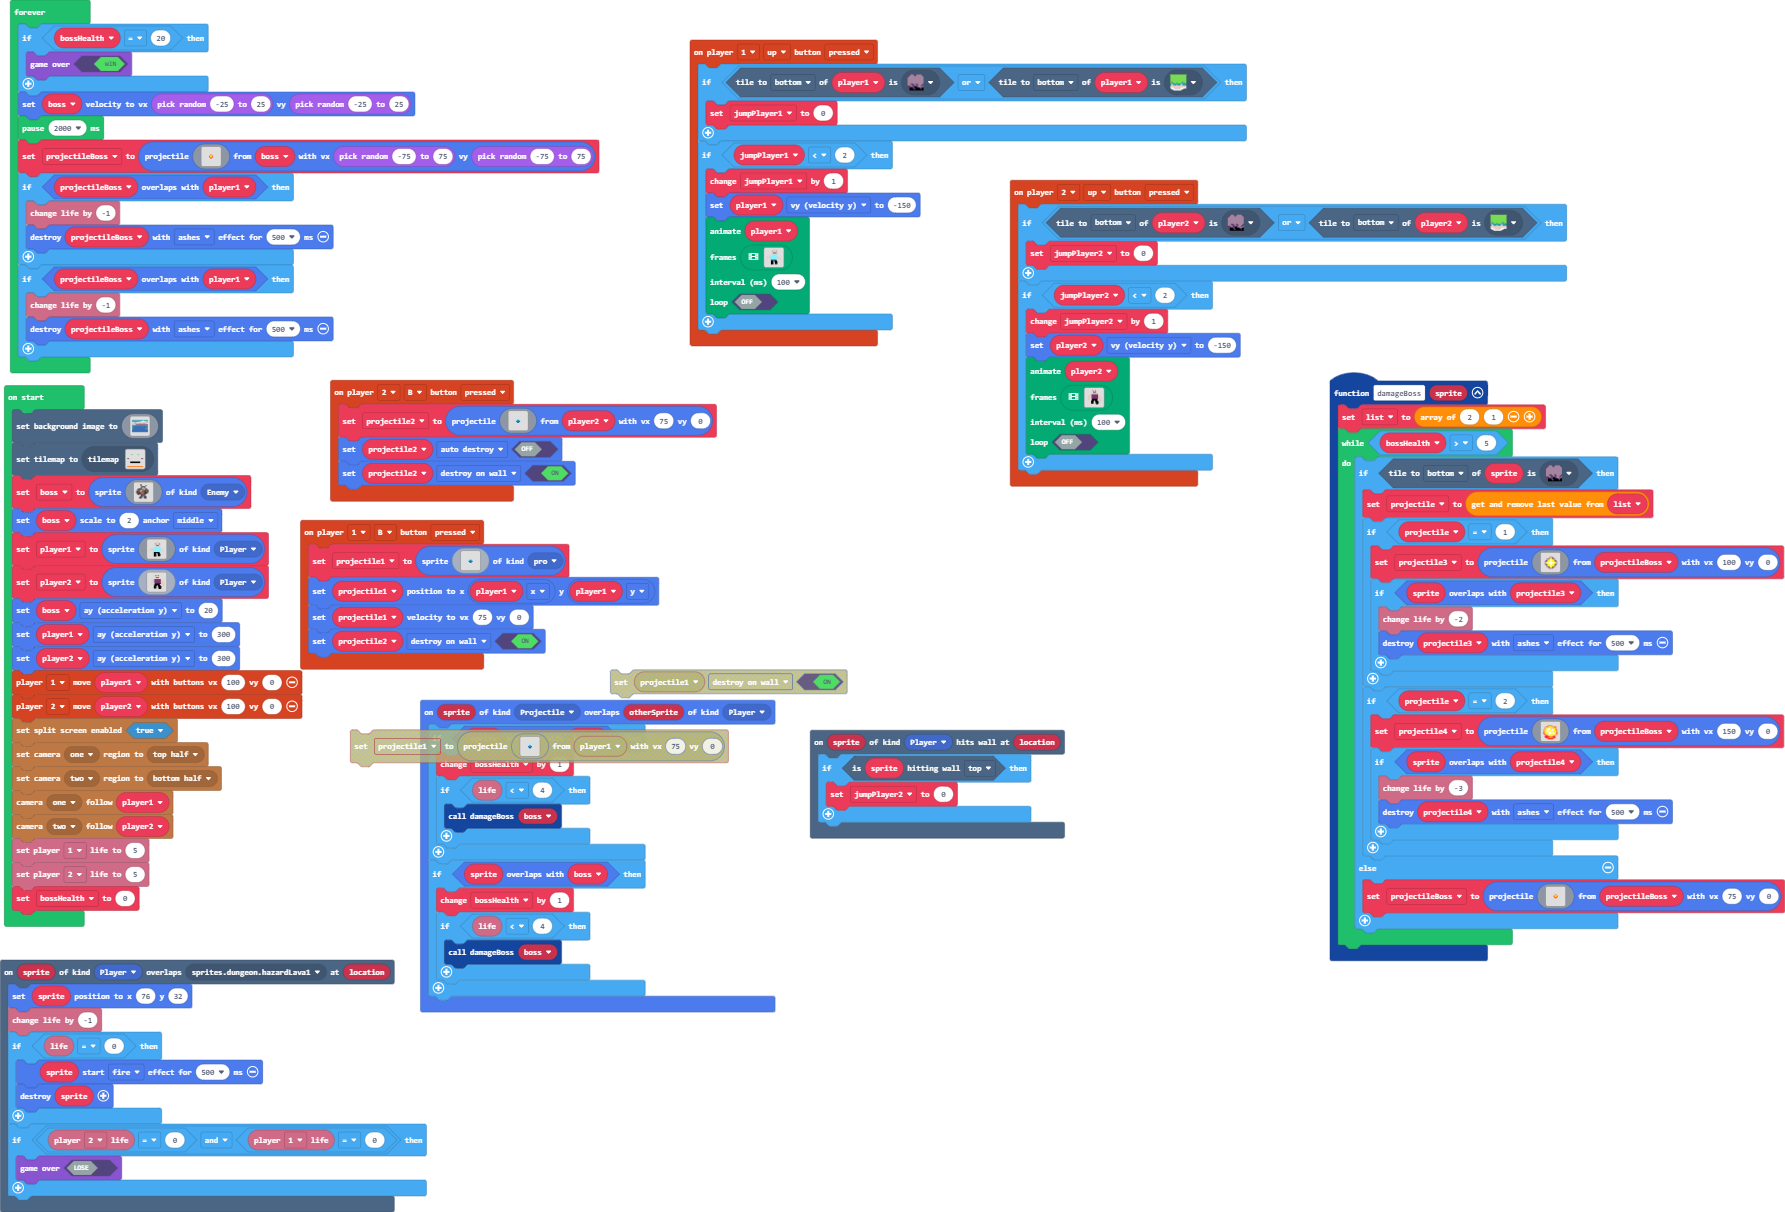 forever
if bossHealth = 20 then
game over WIN
set boss velocity to vx pick random -25 to 25 vy pick random -25 to 25
pause 2000 ms
set projectileBoss to projectile from boss with vx pick random -75 to 75 vy pick random -75 to 75
if projectileBoss overlaps with player1 then
change life by -1
destroy projectileBoss with ashes effect for 500 ms
if projectileBoss overlaps with player1 then
change life by -1
destroy projectileBoss with ashes effect for 500 ms
on start
set background image to
set tilemap to tilemap
set boss to sprite of kind Enemy
set boss scale to 2 anchor middle
set player1 to sprite of kind Player
set player2 to sprite of kind Player
set boss ay (acceleration y) to 20
set player1 ay (acceleration y) to 300
set player2 ay (acceleration y) to 300
player 1 move player1 with buttons vx 100 vy 0
player 2 move player2 with buttons vx 100 vy 0
set split screen enabled true
set camera one region to top half
set camera two region to bottom half
camera one follow player1
camera two follow player2
set player 1 life to 5
set player 2 life to 5
set bossHealth to 0
on sprite of kind Player overlaps sprites.dungeon.hazardLava1 at location
set sprite position to x 76 y 32
change life by -1
if life = 0 then
sprite start fire effect for 500 ms
destroy sprite
if player 2 life = 0 and player 1 life = 0 then
game over LOSE
on player 2 B button pressed
set projectile2 to projectile from player2 with vx 75 vy 0
set projectile2 auto destroy OFF
set projectile2 destroy on wall ON
on player 1 B button pressed
set projectile1 to sprite of kind pro
set projectile1 position to x player1 x y player1 y
set projectile1 velocity to vx 75 vy 0
set projectile2 destroy on wall ON
set projectile1 destroy on wall ON
on sprite of kind Projectile overlaps otherSprite of kind Player
set projectile1 to projectile from player1 with vx 75 vy 0
change bossHealth by 1
if life < 4 then
call damageBoss boss
if sprite overlaps with boss then
change bossHealth by 1
if life < 4 then
call damageBoss boss
on player 1 up button pressed
if tile to bottom of player1 is or tile to bottom of player1 is then
set jumpPlayer1 to 0
if jumpPlayer1 < 2 then
change jumpPlayer1 by 1
set player1 vy (velocity y) to -150
animate player1
frames
interval (ms) 100
loop OFF
on player 2 up button pressed
if tile to bottom of player2 is or tile to bottom of player2 is then
set jumpPlayer2 to 0
if jumpPlayer2 < 2 then
change jumpPlayer2 by 1
set player2 vy (velocity y) to -150
animate player2
frames
interval (ms) 100
loop OFF
on sprite of kind Player hits wall at location
if is sprite hitting wall top then
set jumpPlayer2 to 0
function damageBoss sprite
set list to array of 2 1
while bossHealth > 5
do if tile to bottom of sprite is then
set projectile to get and remove last value from list
if projectile = 1 then
set projectile3 to projectile from projectileBoss with vx 100 vy 0
if sprite overlaps with projectile3 then
change life by -2
destroy projectile3 with ashes effect for 500 ms
if projectile = 2 then
set projectile4 to projectile from projectileBoss with vx 150 vy 0
if sprite overlaps with projectile4 then
change life by -3
destroy projectile4 with ashes effect for 500 ms
else
set projectileBoss to projectile from projectileBoss with vx 75 vy 0